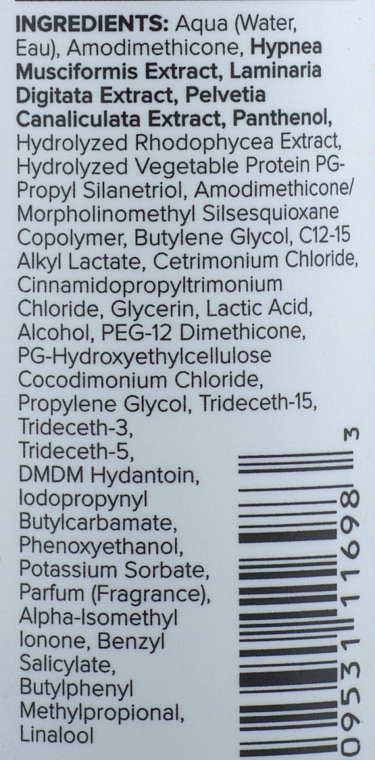 INGREDIENTS: Aqua (Water,
Eau), Amodimethicone, Hypnea
Musciformis Extract, Laminaria
Digitata Extract, Pelvetia
Canaliculata Extract, Panthenol,
Hydrolyzed Rhodophycea Extract,
Hydrolyzed Vegetable Protein PG-
Propyl Silanetriol, Amodimethicone/
Morpholinomethyl Silsesquioxane
Copolymer, Butylene Glycol, C12-15
Alkyl Lactate, Cetrimonium Chloride,
Cinnamidopropyltrimonium
Chloride, Glycerin, Lactic Acid,
Alcohol, PEG-12 Dimethicone,
PG-Hydroxyethylcellulose
Cocodimonium Chloride,
Propylene Glycol, Trideceth-15,
Trideceth-3,
Trideceth-5,
DMDM Hydantoin,
Iodopropynyl
Butylcarbamate,
Phenoxyethanol,
Potassium Sorbate,
Parfum (Fragrance),
Alpha-Isomethyl
Ionone, Benzyl
Salicylate,
Butylphenyl
Methylpropional,
Linalool
0 95311 11698 3